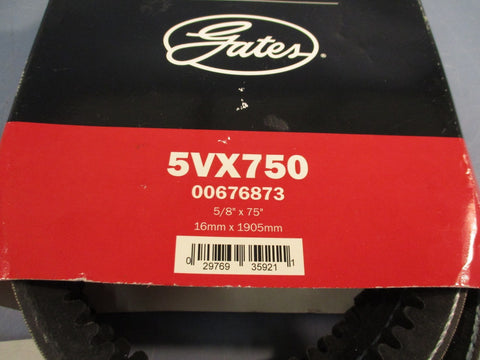 Gates®
5VX750
00676873
5/8" x 75"
16mm x 1905mm
0 29769 35921 1